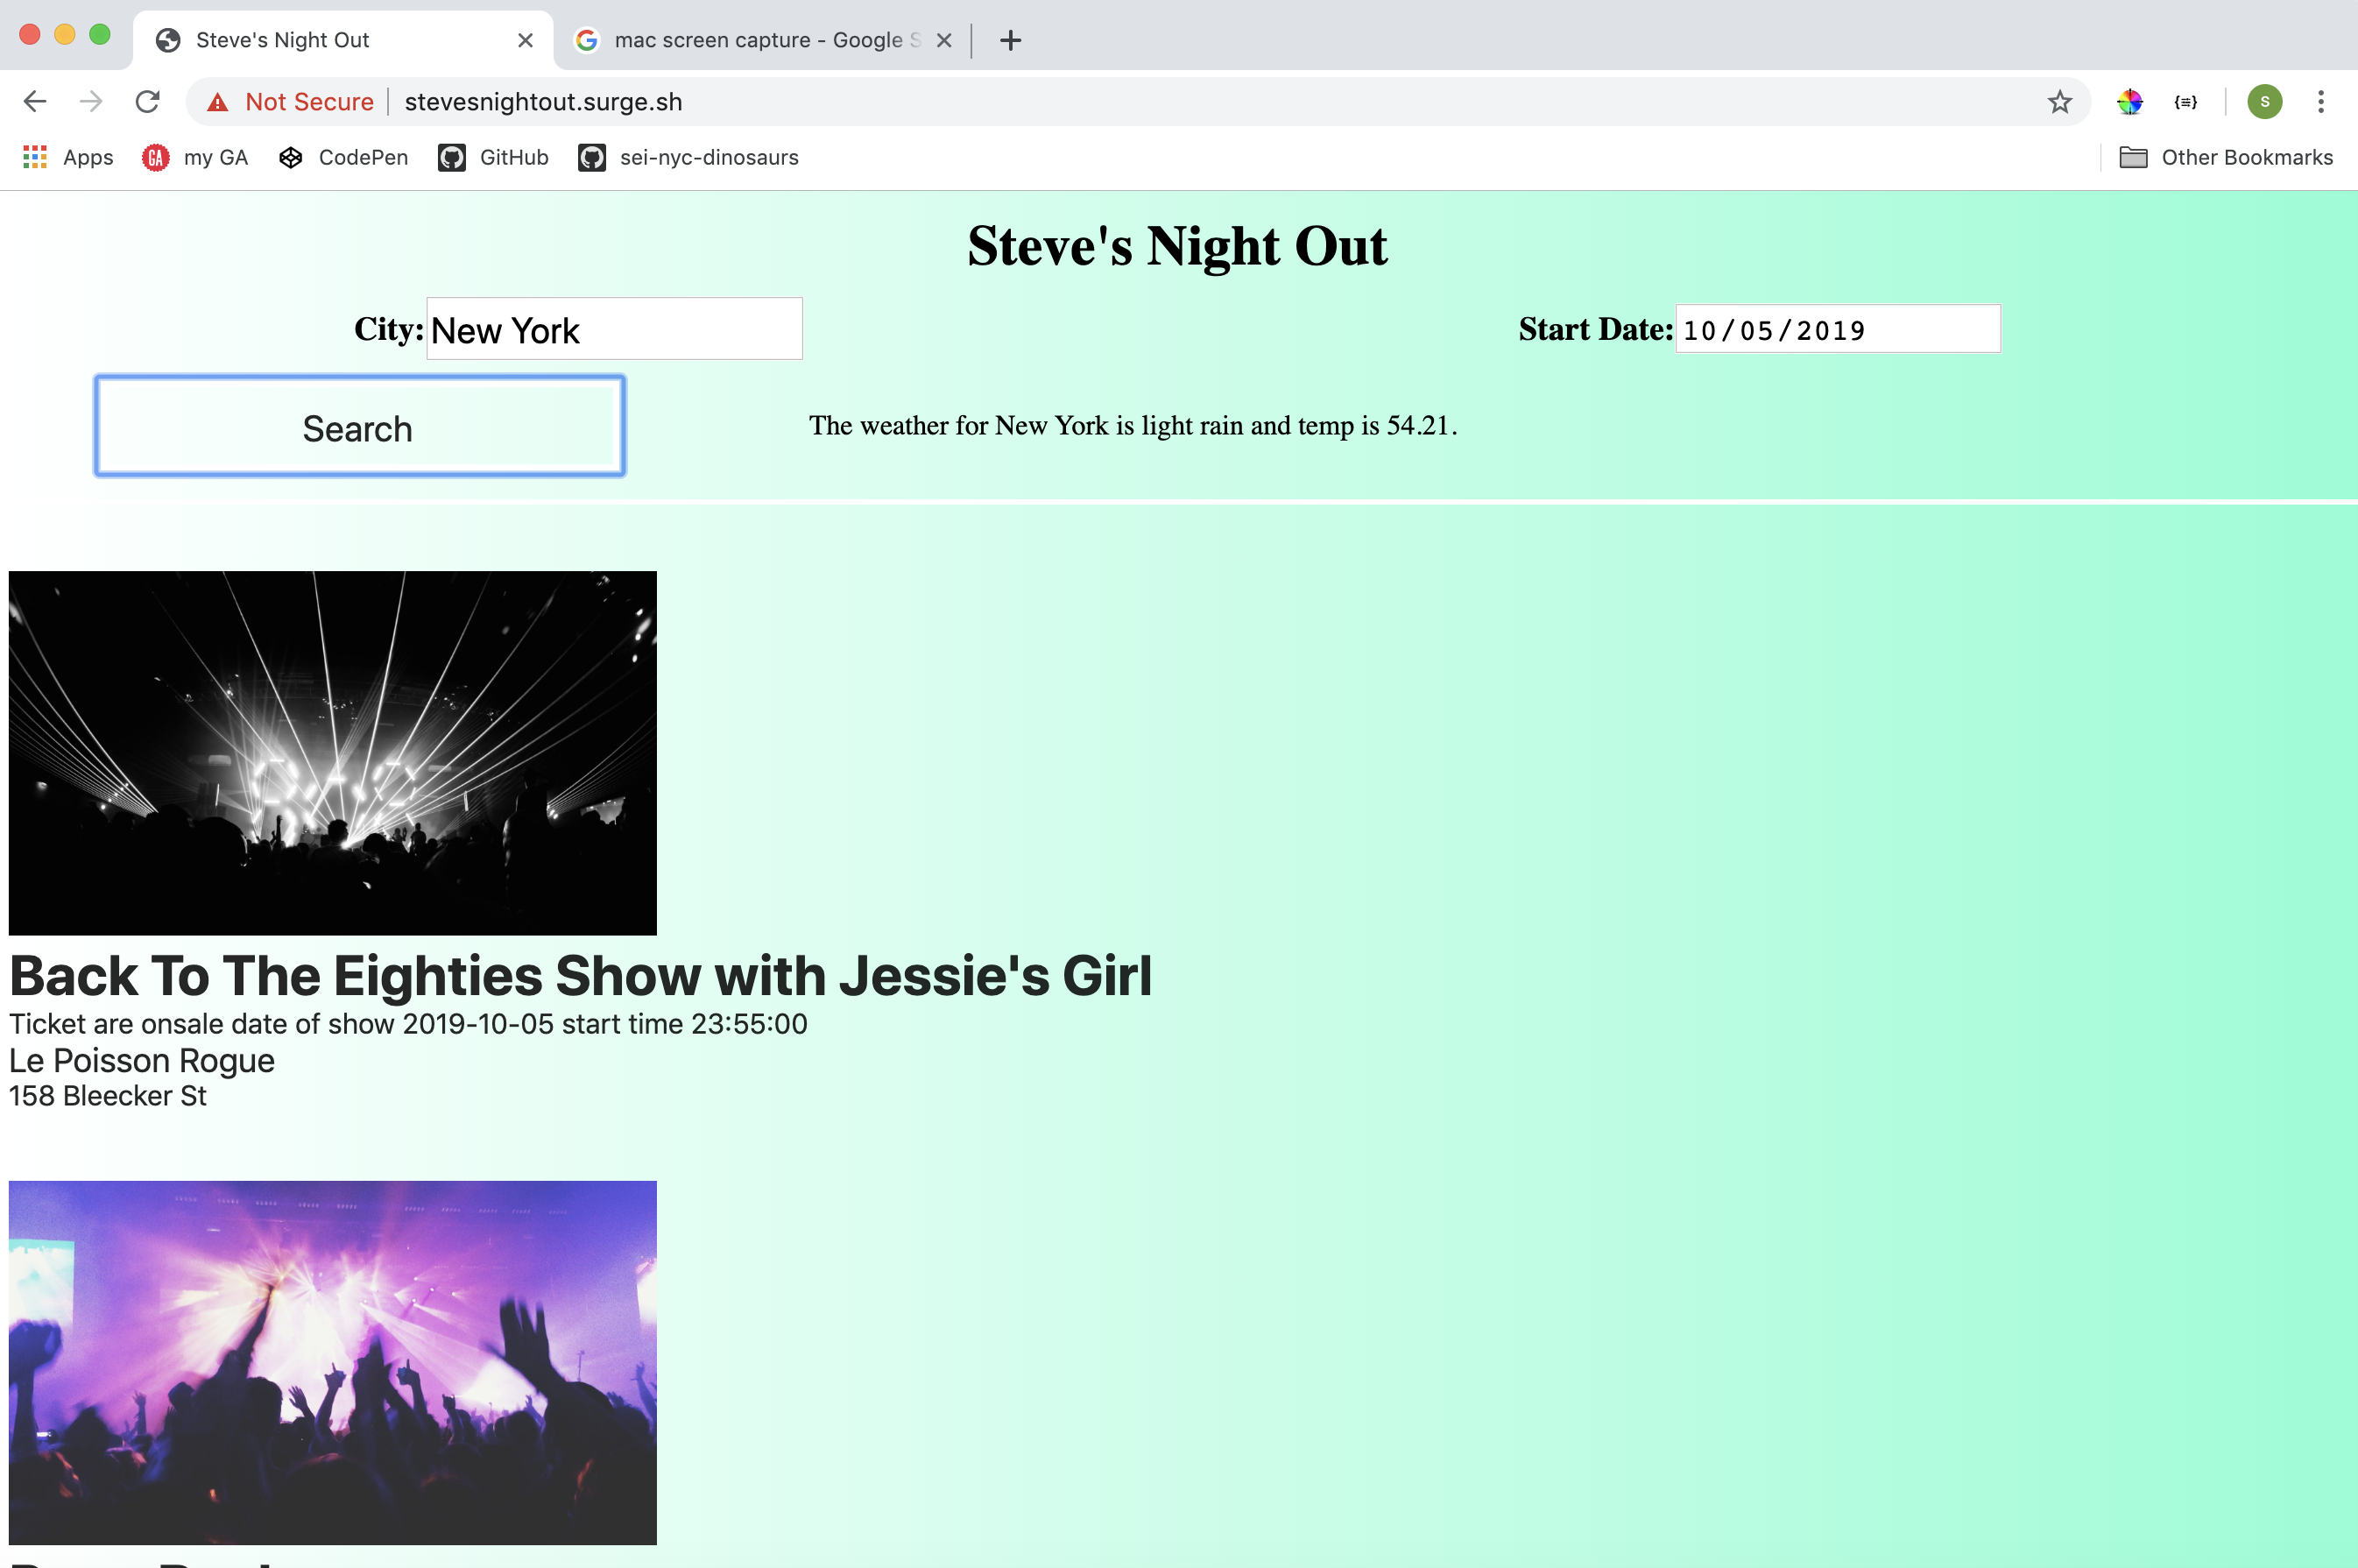 Steve's Night Out
mac screen capture - Google S
Not Secure stevesnightout.surge.sh
{≡} S
Apps GA my GA CodePen GitHub sei-nyc-dinosaurs Other Bookmarks
Steve's Night Out
City: New York Start Date: 10/05/2019
Search The weather for New York is light rain and temp is 54.21.
Back To The Eighties Show with Jessie's Girl
Ticket are onsale date of show 2019-10-05 start time 23:55:00
Le Poisson Rogue
158 Bleecker St